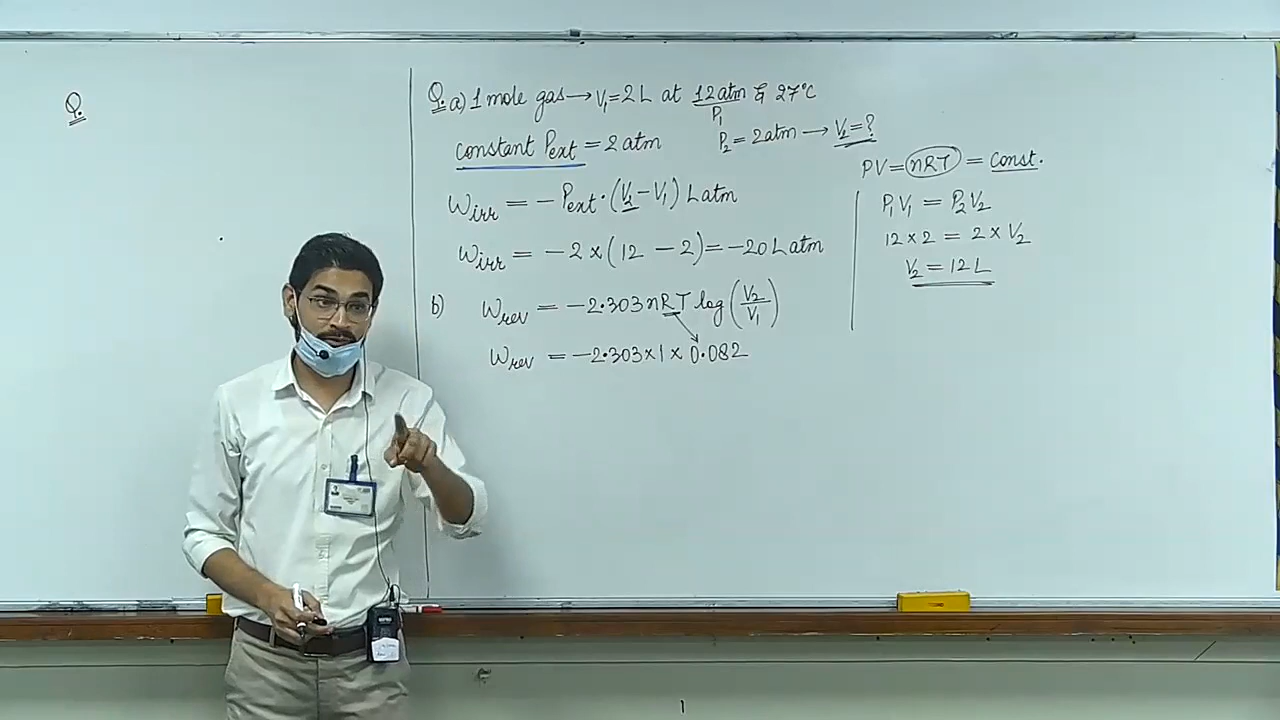 Q.
Q. a) 1 mole gas → V₁ = 2 L at 12 atm & 27°C
P₁
constant Pext = 2 atm P₂ = 2 atm → V₂ = ?
Wirr = − Pext · (V₂ − V₁) L atm
Wirr = − 2 × (12 − 2) = −20 L atm
b) Wrev = −2.303 nRT log (V₂/V₁)
Wrev = −2.303 × 1 × 0.082
PV = nRT = Const.
P₁V₁ = P₂V₂
12 × 2 = 2 × V₂
V₂ = 12 L